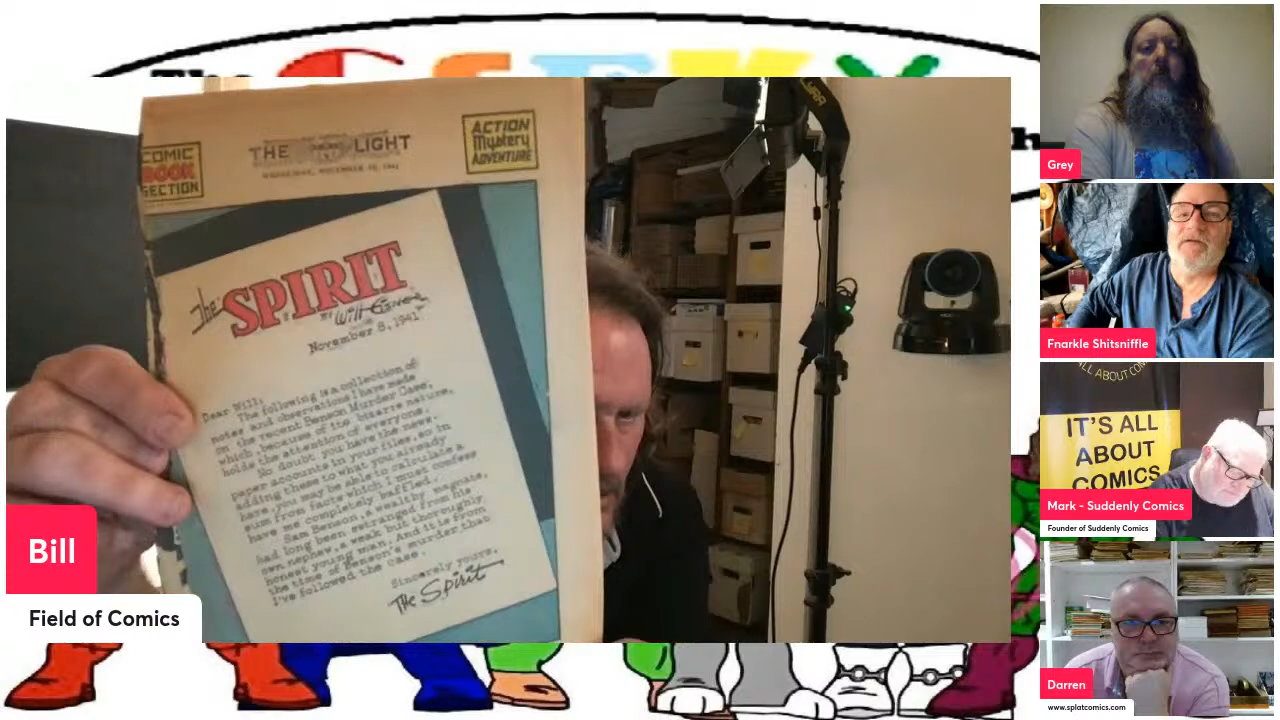 The
COMIC
BOOK
SECTION
THE LIGHT
ACTION
Mystery
ADVENTURE
The SPIRIT
BY Will Eisner
November 8, 1941
Dear Will;
The following is a collection of
notes and observations I have made
on the recent Benson Murder Case,
which, because of its bizarre nature,
holds the attention of everyone.
No doubt you have the news-
paper accounts in your files, so in
adding these to what you already
have, you may be able to calculate a
sum from facts which I must confess
have me completely baffled.
Sam Benson, a wealthy magnate,
had long been estranged from his
own nephew, a weak but thoroughly
honest young man. And it is from
the time of Benson's murder that
I've followed the case.
Sincerely yours,
The Spirit
Bill
Field of Comics
Grey
Fnarkle Shitsniffle
ALL ABOUT COM
IT'S ALL
ABOUT
COMICS
Mark - Suddenly Comics
Founder of Suddenly Comics
Darren
www.splatcomics.com